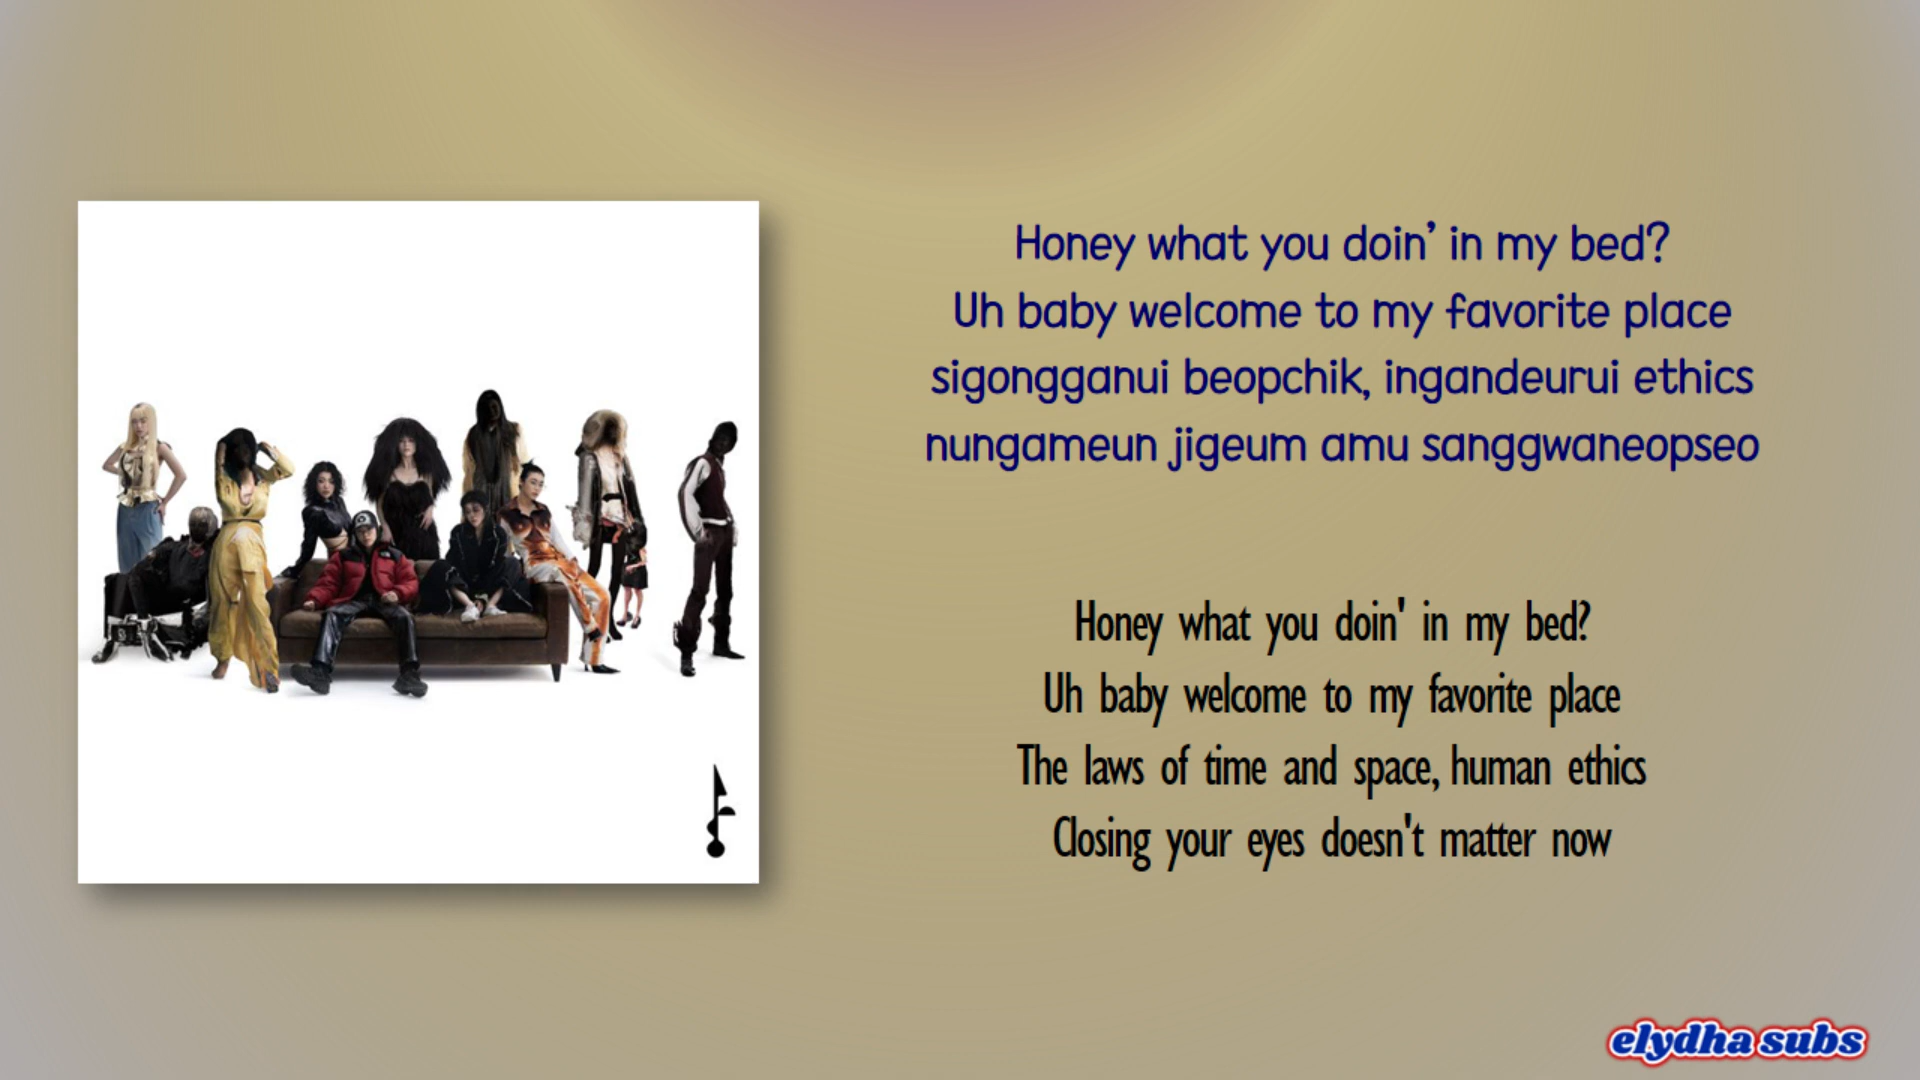 Honey what you doin’ in my bed?
Uh baby welcome to my favorite place
sigongganui beopchik, ingandeurui ethics
nungameun jigeum amu sanggwaneopseo
Honey what you doin' in my bed?
Uh baby welcome to my favorite place
The laws of time and space, human ethics
Closing your eyes doesn't matter now
elydha subs